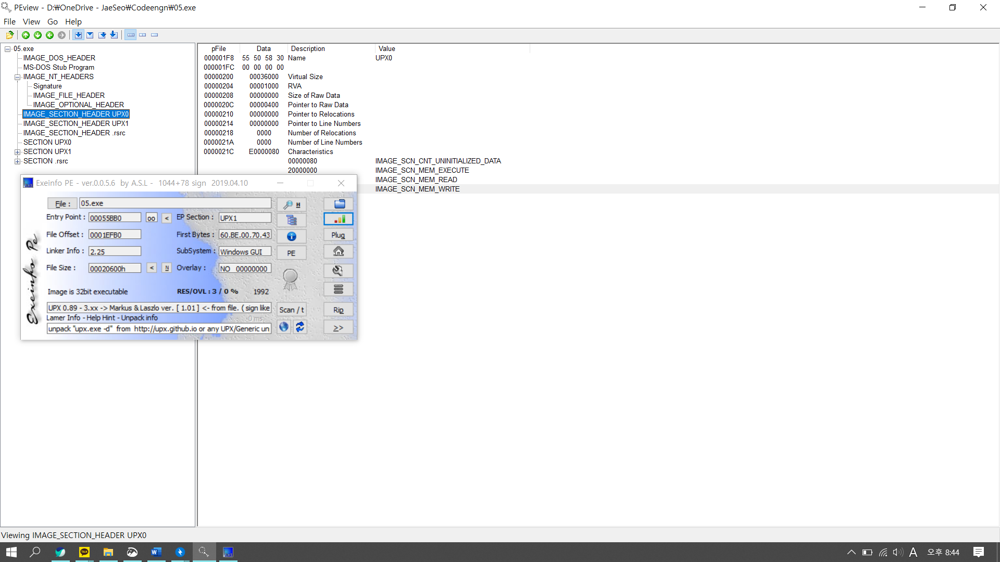 PEview - D:₩OneDrive - JaeSeo₩Codeengn₩05.exe
File View Go Help
05.exe
IMAGE_DOS_HEADER
MS-DOS Stub Program
IMAGE_NT_HEADERS
Signature
IMAGE_FILE_HEADER
IMAGE_OPTIONAL_HEADER
IMAGE_SECTION_HEADER UPX0
IMAGE_SECTION_HEADER UPX1
IMAGE_SECTION_HEADER .rsrc
SECTION UPX0
SECTION UPX1
SECTION .rsrc
pFile Data Description Value
000001F8 55 50 58 30 Name UPX0
000001FC 00 00 00 00
00000200 00036000 Virtual Size
00000204 00001000 RVA
00000208 00000000 Size of Raw Data
0000020C 00000400 Pointer to Raw Data
00000210 00000000 Pointer to Relocations
00000214 00000000 Pointer to Line Numbers
00000218 0000 Number of Relocations
0000021A 0000 Number of Line Numbers
0000021C E0000080 Characteristics
00000080 IMAGE_SCN_CNT_UNINITIALIZED_DATA
20000000 IMAGE_SCN_MEM_EXECUTE
IMAGE_SCN_MEM_READ
IMAGE_SCN_MEM_WRITE
Exeinfo PE - ver.0.0.5.6 by A.S.L - 1044+78 sign 2019.04.10
Exeinfo Pe
File : 05.exe H
Entry Point : 00055BB0 oo < EP Section : UPX1
File Offset : 0001EFB0 First Bytes : 60.BE.00.70.43 Plug
Linker Info : 2.25 SubSystem : Windows GUI PE
File Size : 00020600h < N Overlay : NO 00000000
Image is 32bit executable RES/OVL : 3 / 0 % 1992
UPX 0.89 - 3.xx -> Markus & Laszlo ver. [ 1.01 ] <- from file. ( sign like Scan / t Rip
Lamer Info - Help Hint - Unpack info 0 ms.
unpack "upx.exe -d" from http://upx.github.io or any UPX/Generic un >>
Viewing IMAGE_SECTION_HEADER UPX0
TALK
W
A 오후 8:44